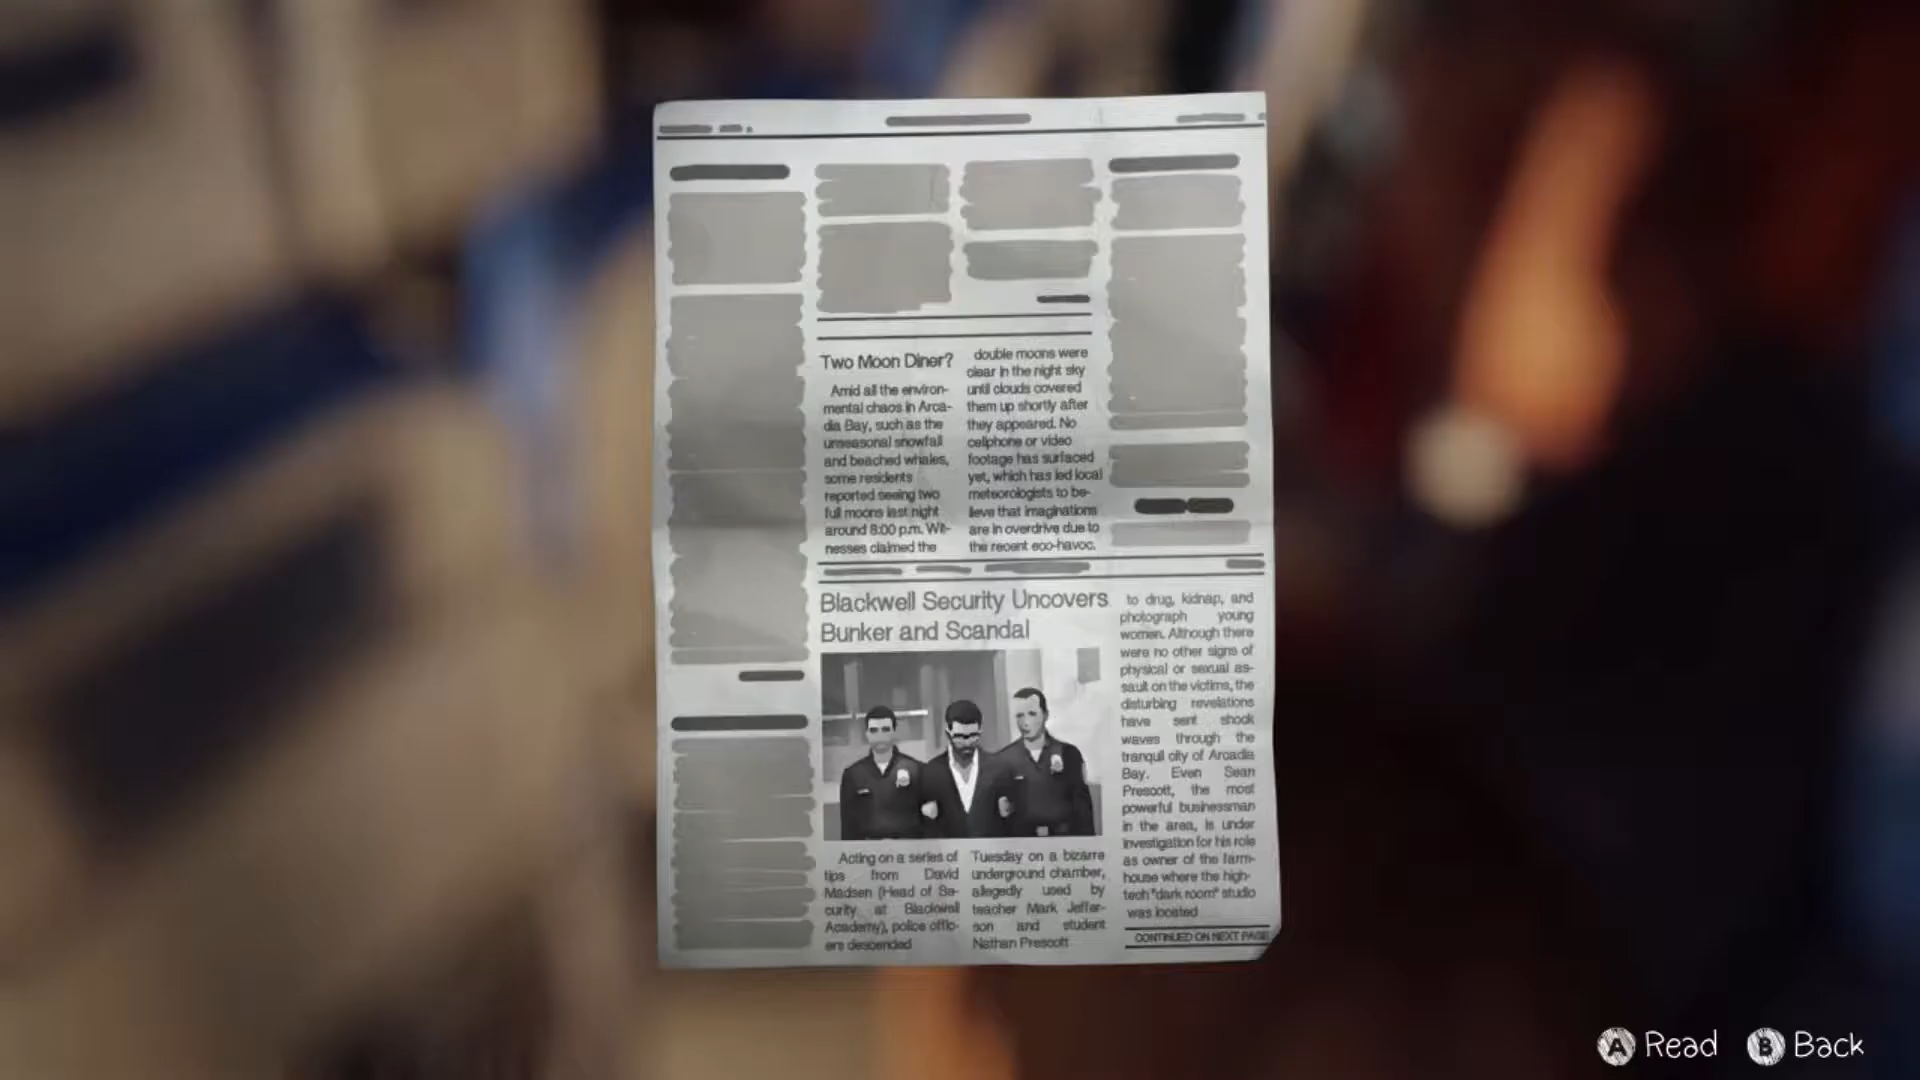 Two Moon Diner?
Amid all the environ-
mental chaos in Arca-
dia Bay, such as the
unseasonal snowfall
and beached whales,
some residents
reported seeing two
full moons last night
around 8:00 p.m. Wit-
nesses claimed the
double moons were
clear in the night sky
until clouds covered
them up shortly after
they appeared. No
cellphone or video
footage has surfaced
yet, which has led local
meteorologists to be-
lieve that imaginations
are in overdrive due to
the recent eco-havoc.
Blackwell Security Uncovers
Bunker and Scandal
Acting on a series of
tips from David
Madsen (Head of Se-
curity at Blackwell
Academy), police offic-
ers descended
Tuesday on a bizarre
underground chamber,
allegedly used by
teacher Mark Jeffer-
son and student
Nathan Prescott
to drug, kidnap, and
photograph young
women. Although there
were no other signs of
physical or sexual as-
sault on the victims, the
disturbing revelations
have sent shock
waves through the
tranquil city of Arcadia
Bay. Even Sean
Prescott, the most
powerful businessman
in the area, is under
investigation for his role
as owner of the farm-
house where the high-
tech "dark room" studio
was located
CONTINUED ON NEXT PAGE
A Read B Back